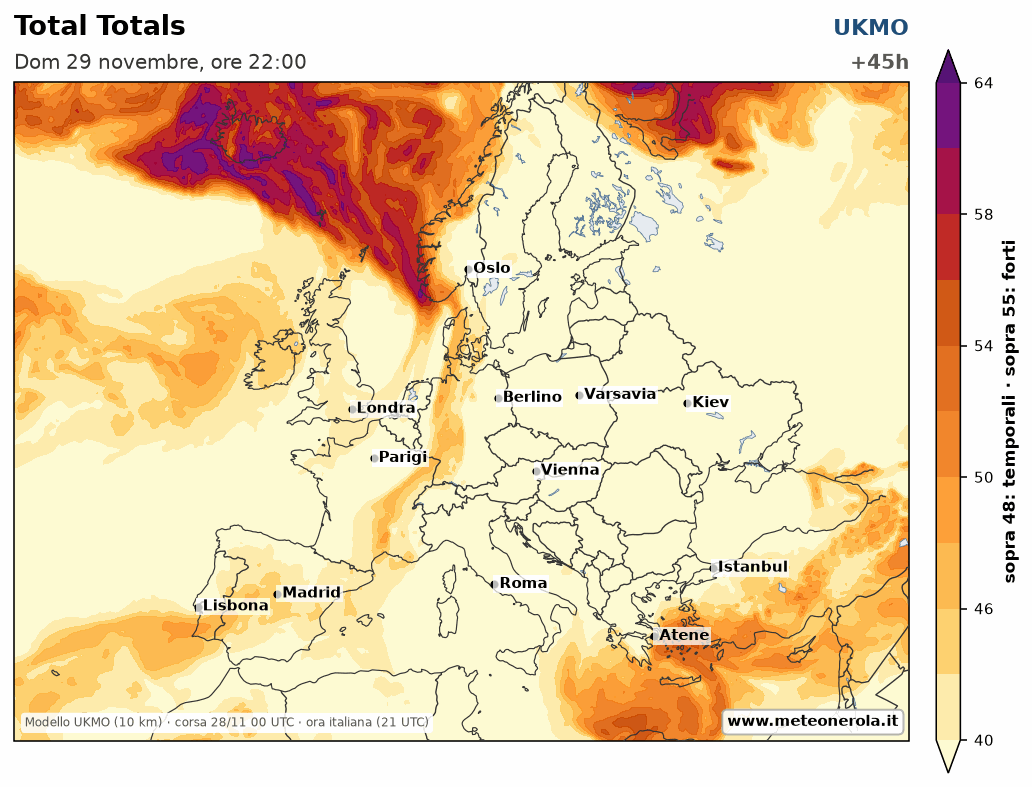 Total Totals
UKMO
Dom 29 novembre, ore 22:00
+45h
64
58
54
50
46
40
sopra 48: temporali · sopra 55: forti
Oslo
Berlino
Varsavia
Kiev
Londra
Parigi
Vienna
Istanbul
Roma
Madrid
Lisbona
Atene
Modello UKMO (10 km) · corsa 28/11 00 UTC · ora italiana (21 UTC)
www.meteonerola.it